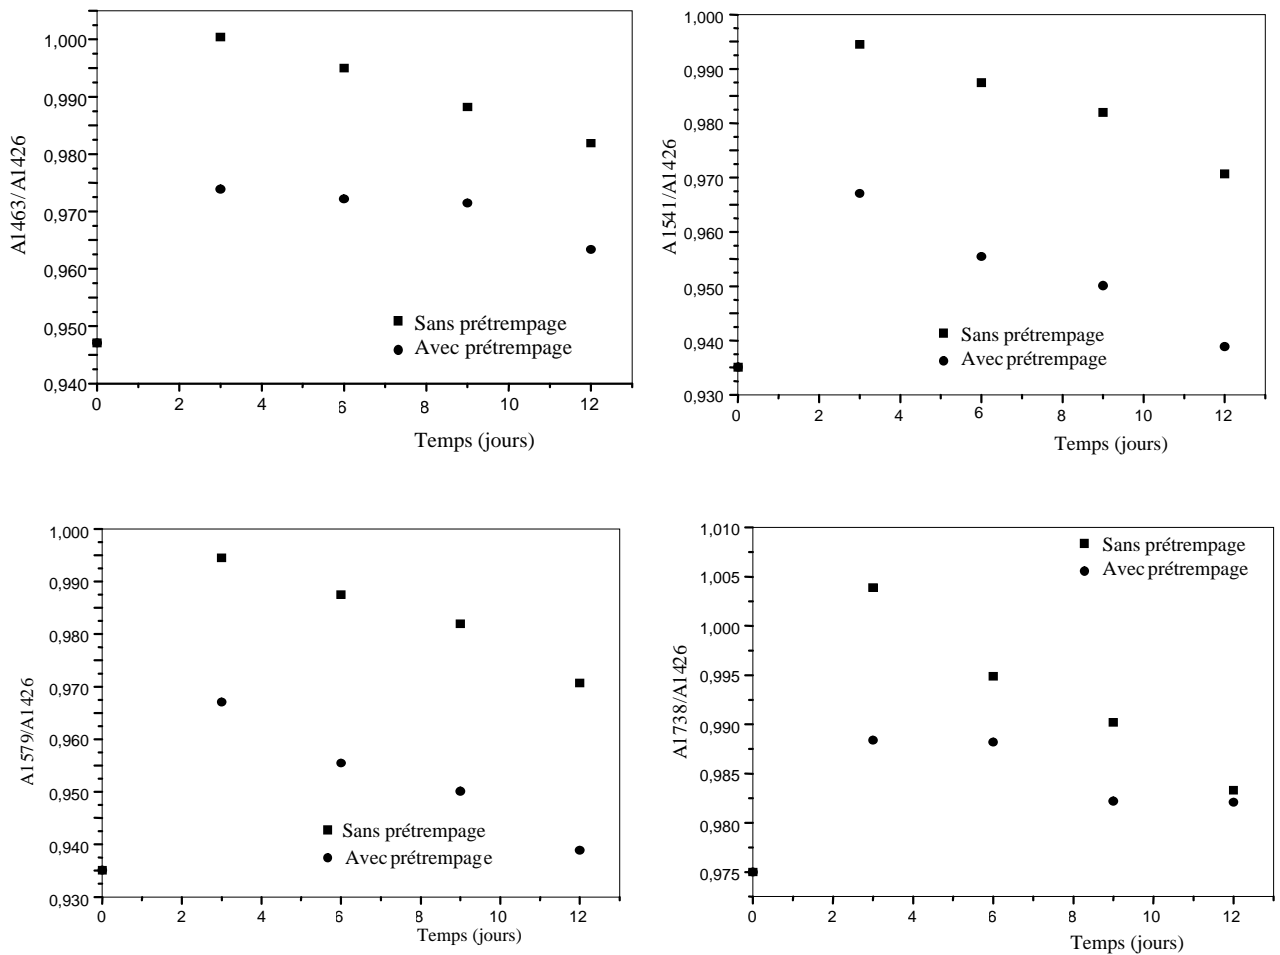 1,000
0,990
0,980
0,970
0,960
0,950
0,940
A1463/A1426
Sans prétrempage
Avec prétrempage
0 2 4 6 8 10 12
Temps (jours)
1,000
0,990
0,980
0,970
0,960
0,950
0,940
0,930
A1541/A1426
Sans prétrempage
Avec prétrempage
0 2 4 6 8 10 12
Temps (jours)
1,000
0,990
0,980
0,970
0,960
0,950
0,940
0,930
A1579/A1426
Sans prétrempage
Avec prétrempage
0 2 4 6 8 10 12
Temps (jours)
1,010
1,005
1,000
0,995
0,990
0,985
0,980
0,975
A1738/A1426
Sans prétrempage
Avec prétrempage
0 2 4 6 8 10 12
Temps (jours)